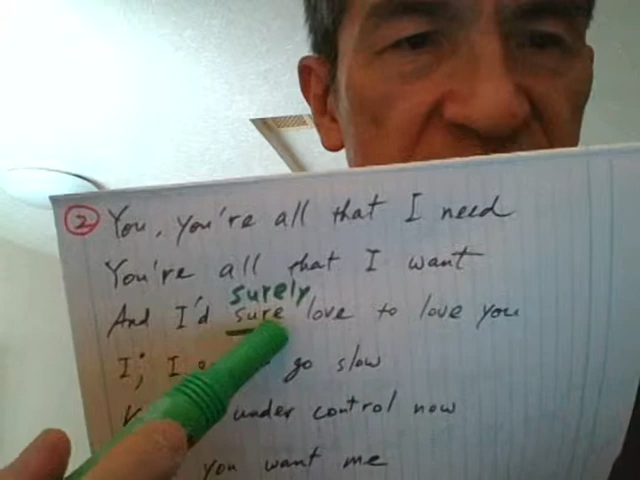 ② You, you're all that I need
You're all that I want
surely
And I'd sure love to love you
I; I go slow
under control now
you want me